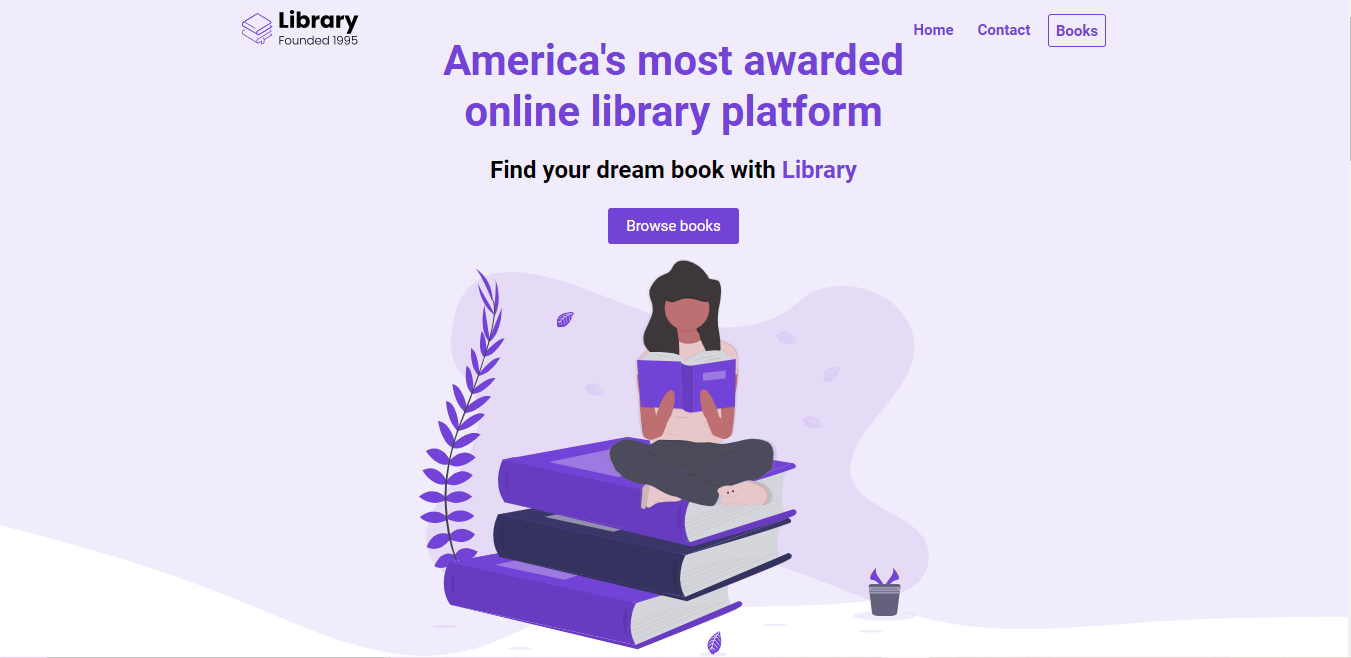 Library
Founded 1995
Home
Contact
Books
America's most awarded
online library platform
Find your dream book with Library
Browse books